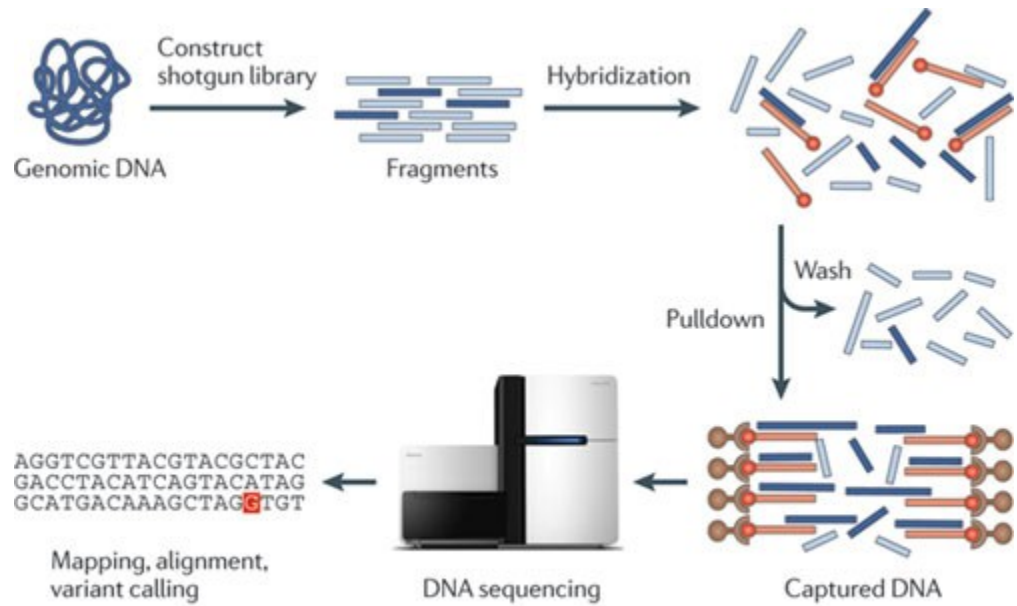 Construct
shotgun library
Hybridization
Genomic DNA
Fragments
Wash
Pulldown
AGGTCGTTACGTACGCTAC
GACCTACATCAGTACATAG
GCATGACAAAGCTAGGTGT
Mapping, alignment,
variant calling
DNA sequencing
Captured DNA